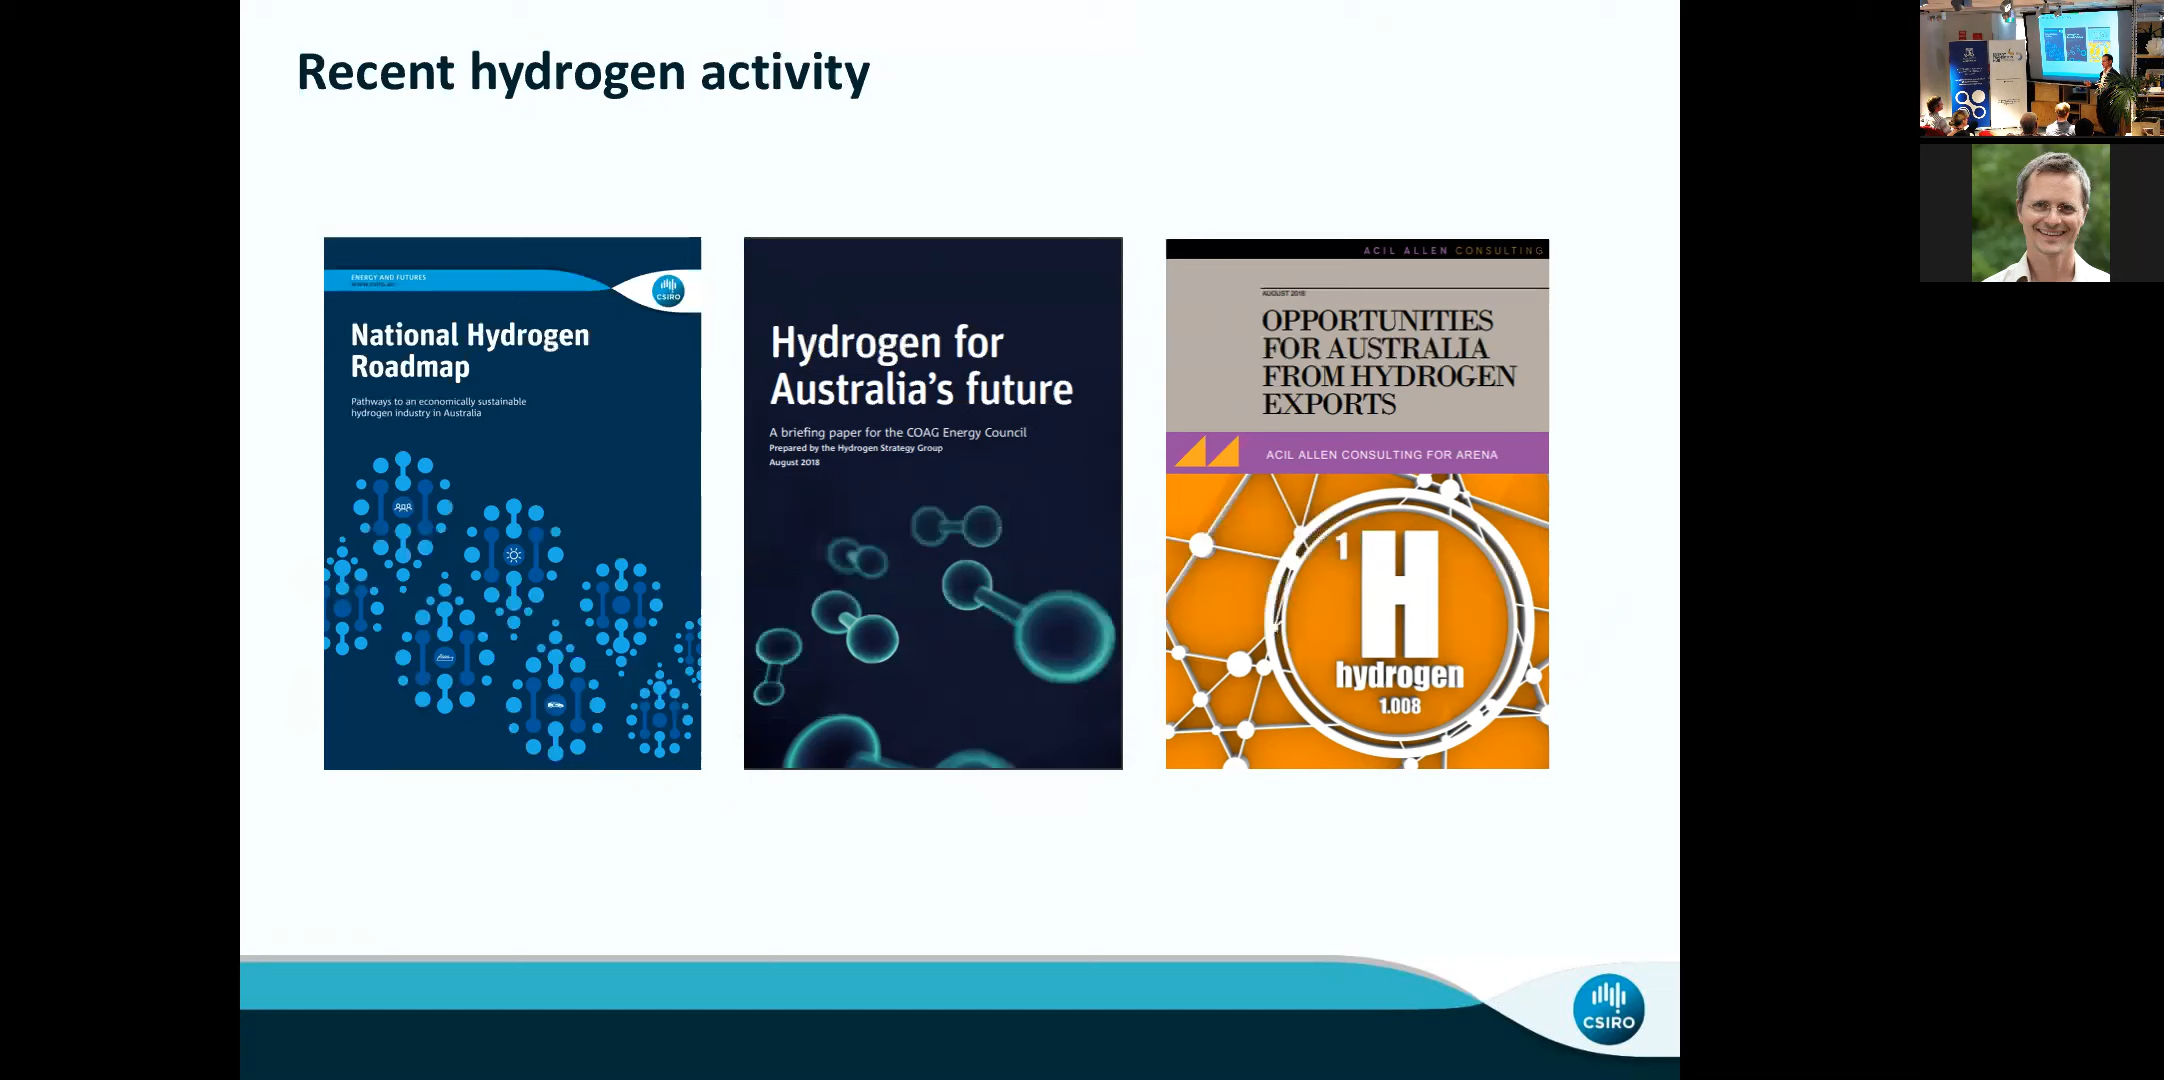 Recent hydrogen activity
ENERGY AND FUTURES
CSIRO
National Hydrogen
Roadmap
Pathways to an economically sustainable
hydrogen industry in Australia
Hydrogen for
Australia's future
A briefing paper for the COAG Energy Council
Prepared by the Hydrogen Strategy Group
August 2018
ACIL ALLEN CONSULTING
AUGUST 2018
OPPORTUNITIES
FOR AUSTRALIA
FROM HYDROGEN
EXPORTS
ACIL ALLEN CONSULTING FOR ARENA
1
H
hydrogen
1.008
CSIRO